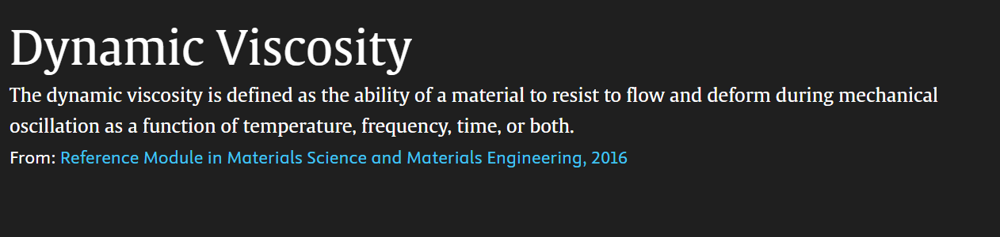 Dynamic Viscosity
The dynamic viscosity is defined as the ability of a material to resist to flow and deform during mechanical
oscillation as a function of temperature, frequency, time, or both.
From: Reference Module in Materials Science and Materials Engineering, 2016